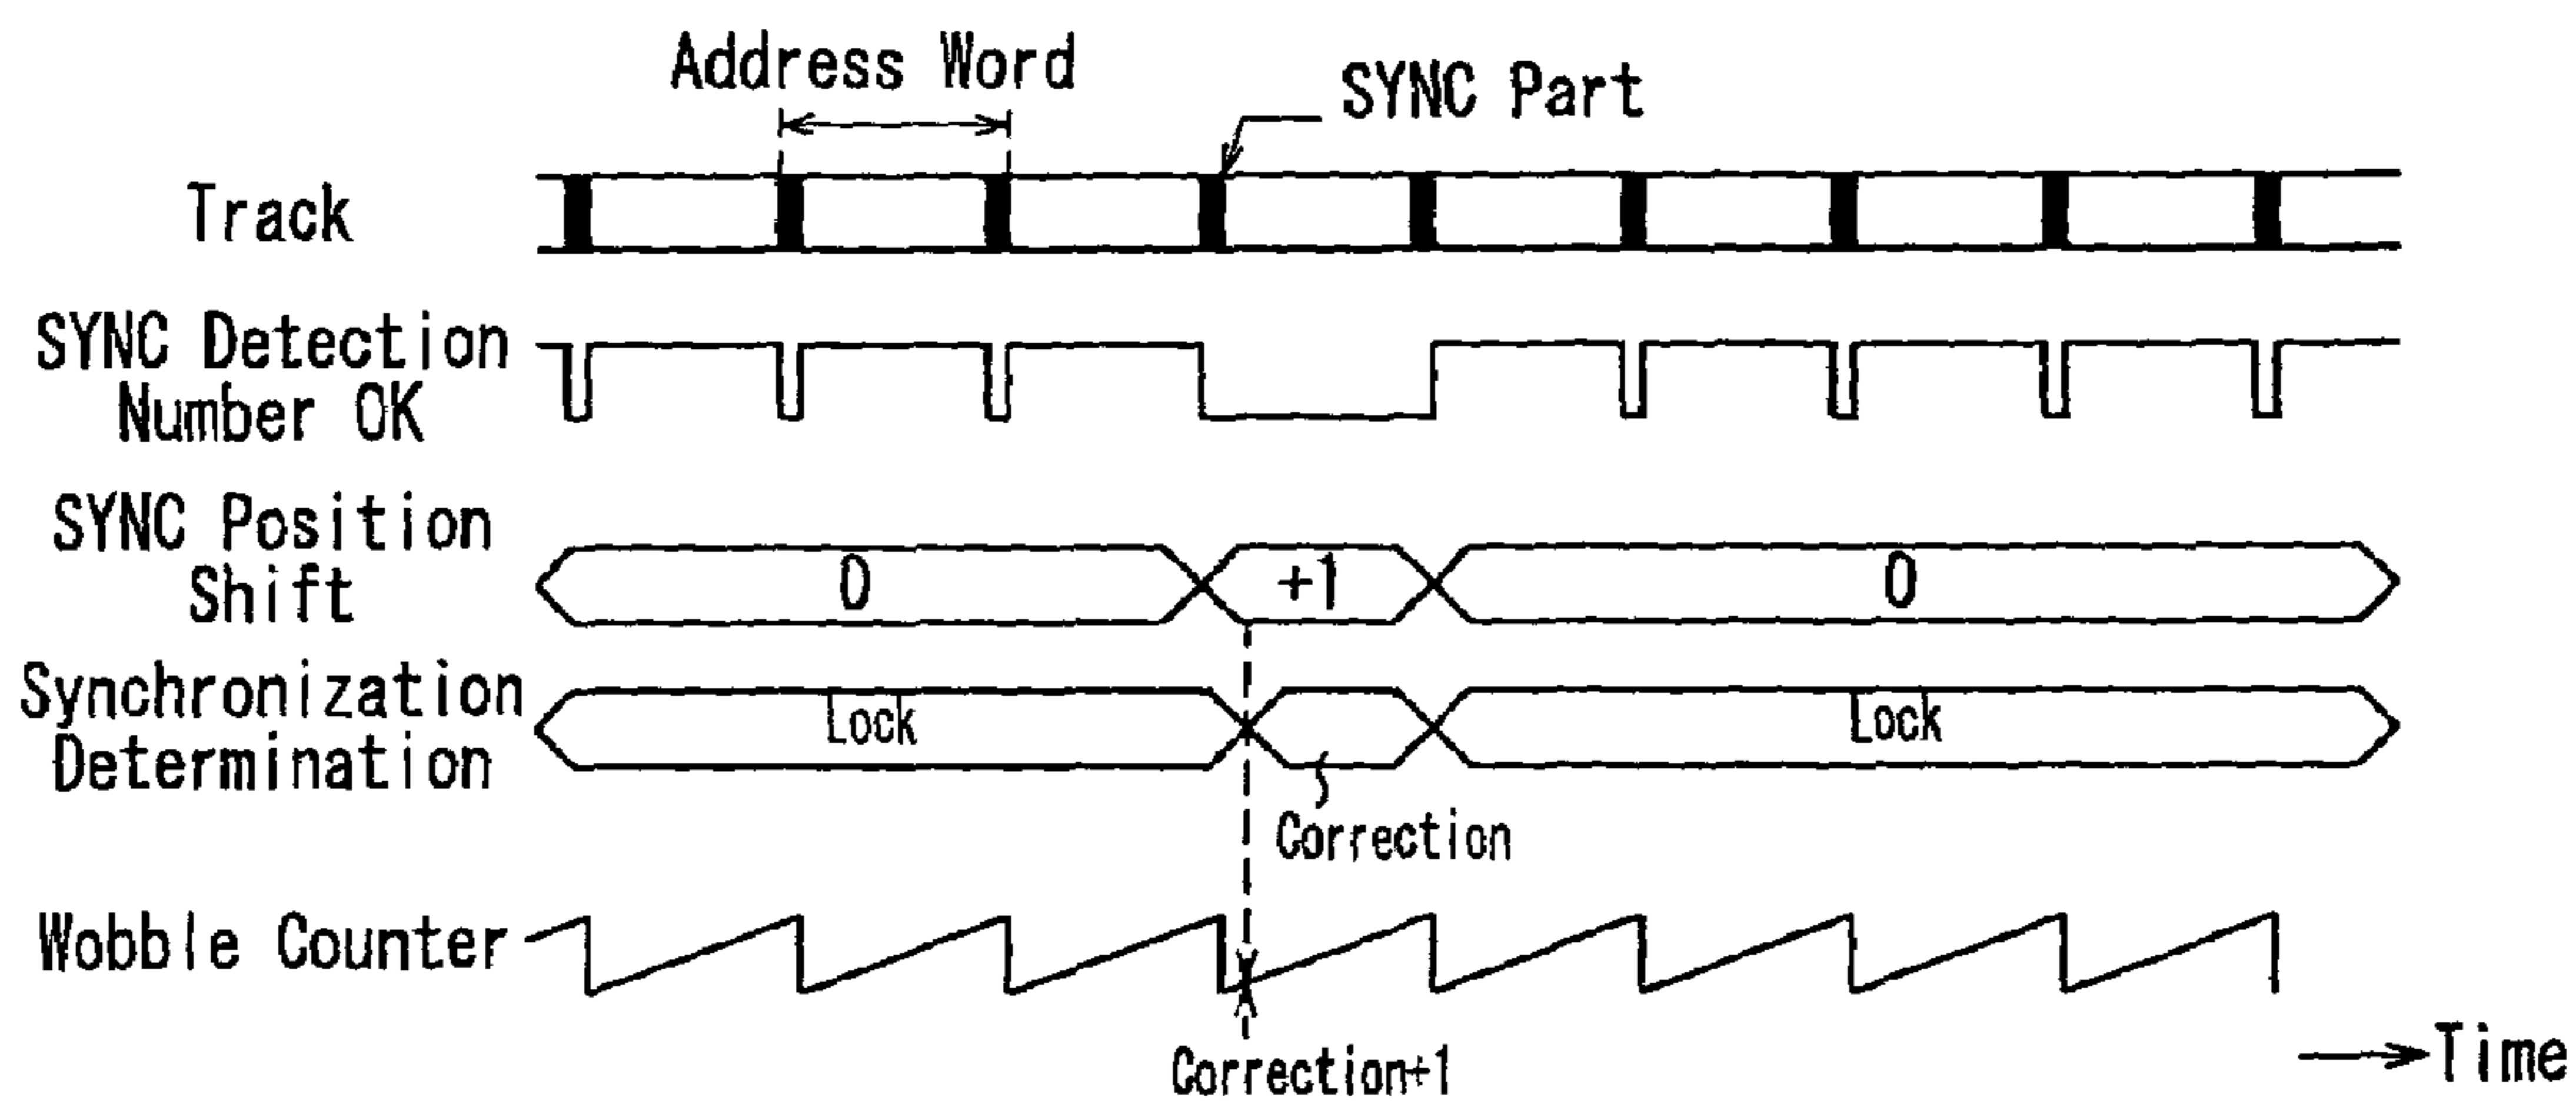 Address Word
SYNC Part
Track
SYNC Detection
Number OK
SYNC Position
Shift
0
+1
0
Synchronization
Determination
Lock
Lock
Correction
Wobble Counter
Correction+1
Time